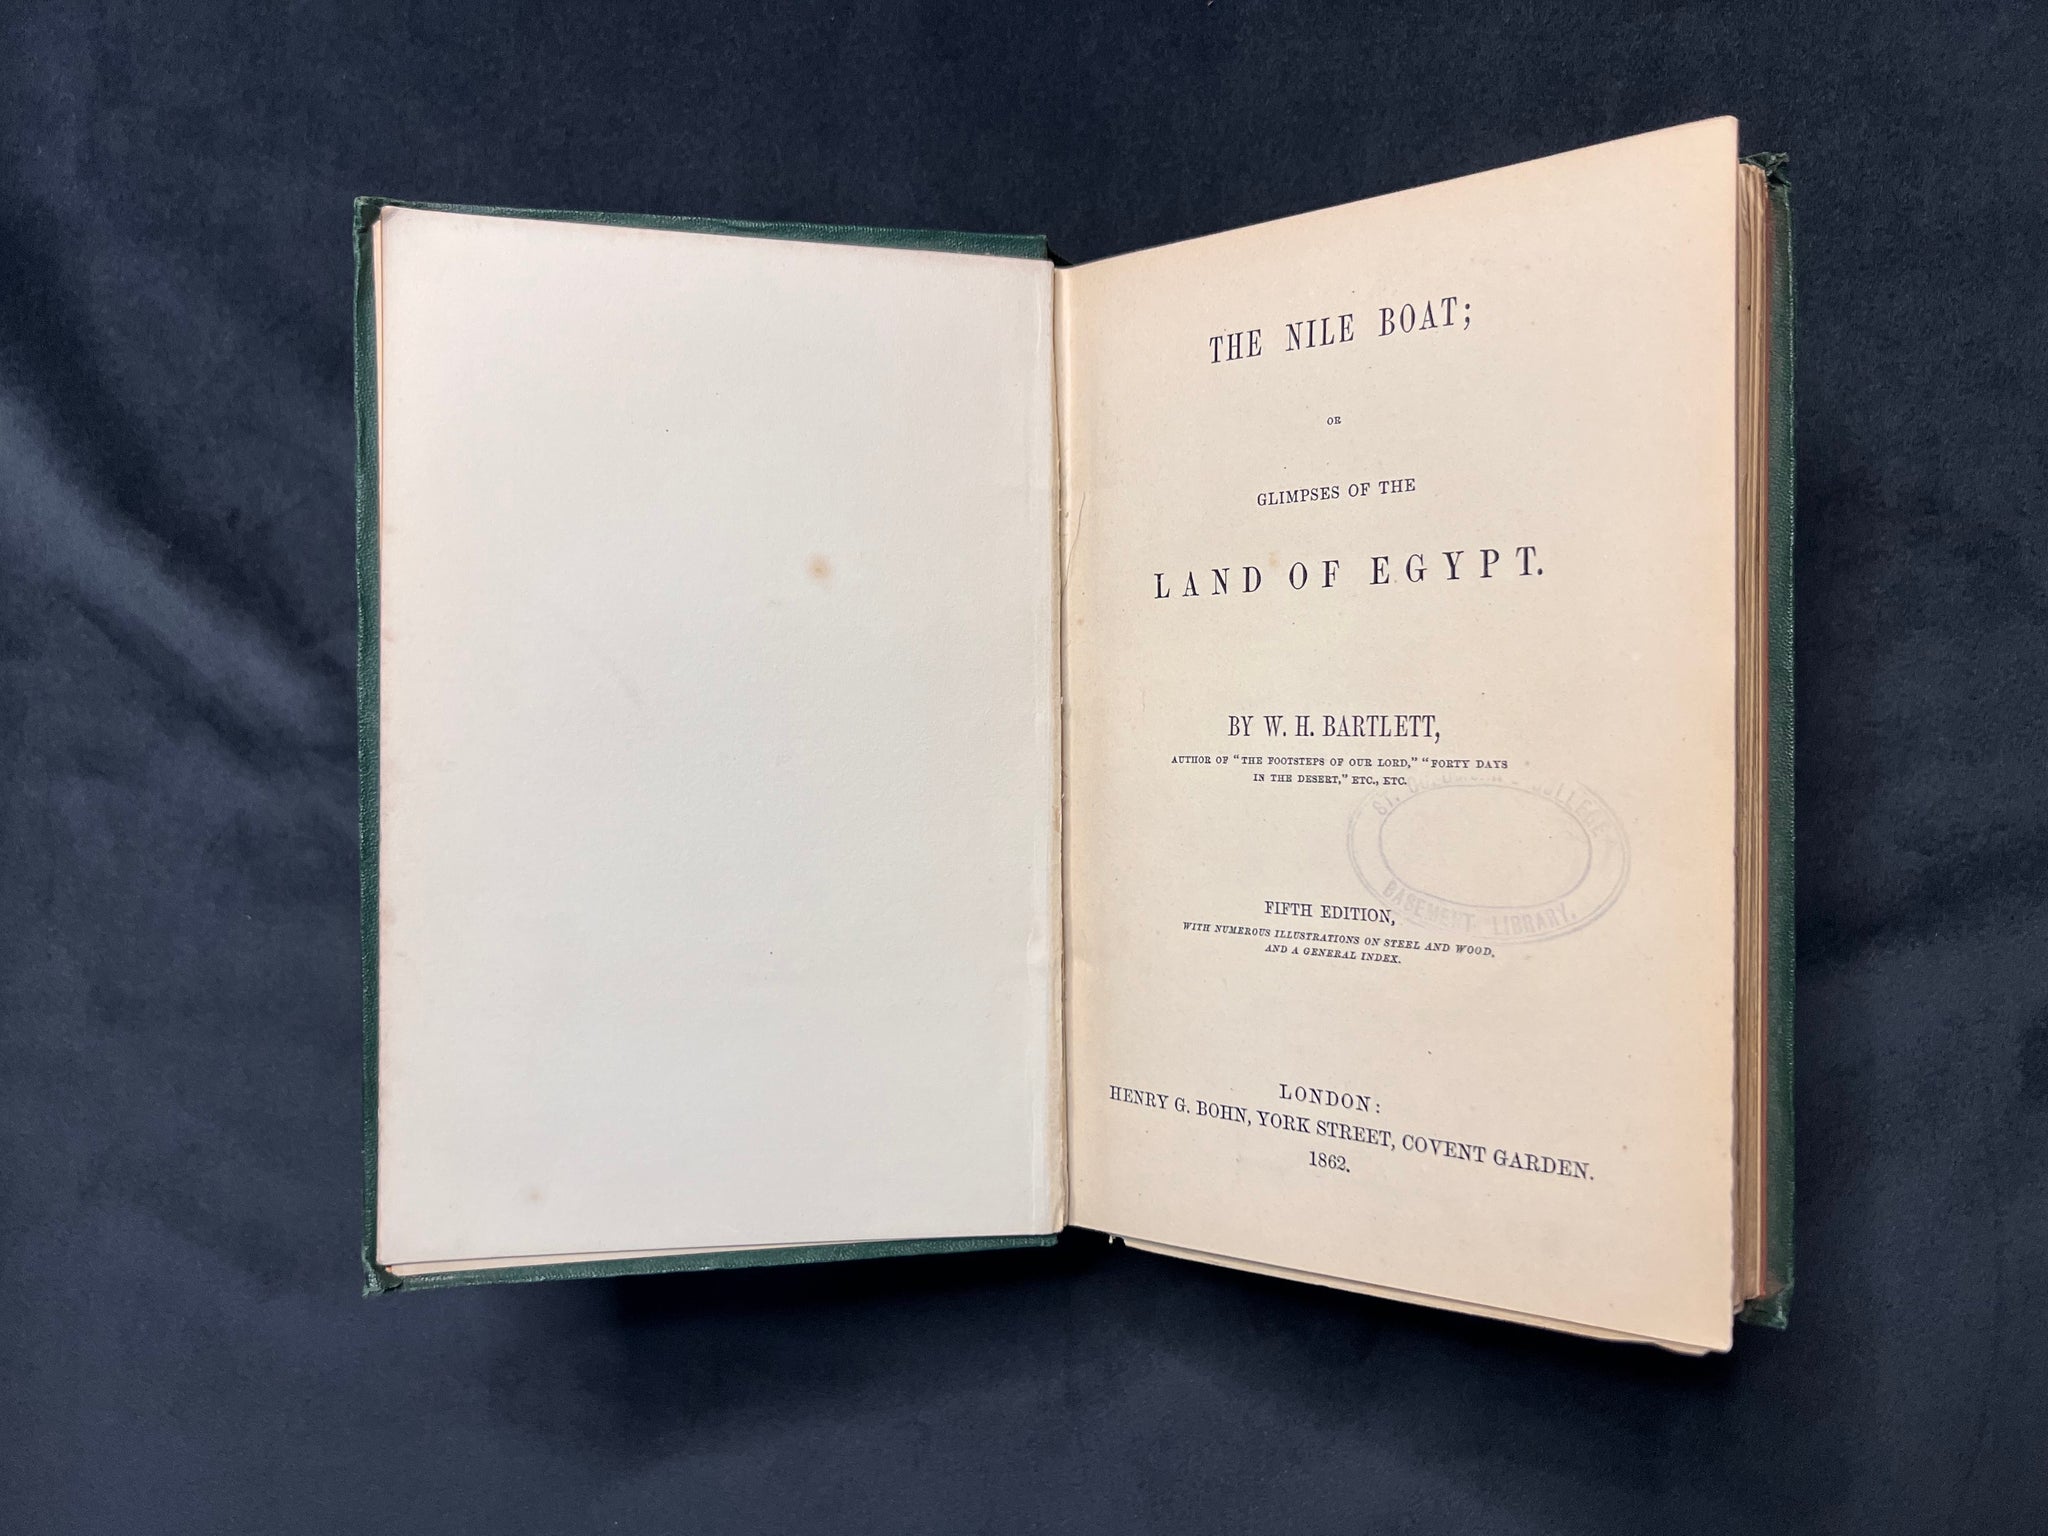 THE NILE BOAT;
OR
GLIMPSES OF THE
LAND OF EGYPT.
BY W. H. BARTLETT,
AUTHOR OF "THE FOOTSTEPS OF OUR LORD," "FORTY DAYS
IN THE DESERT," ETC., ETC.
ST. COLUMBA'S COLLEGE
BASEMENT LIBRARY.
FIFTH EDITION,
WITH NUMEROUS ILLUSTRATIONS ON STEEL AND WOOD,
AND A GENERAL INDEX.
LONDON:
HENRY G. BOHN, YORK STREET, COVENT GARDEN.
1862.